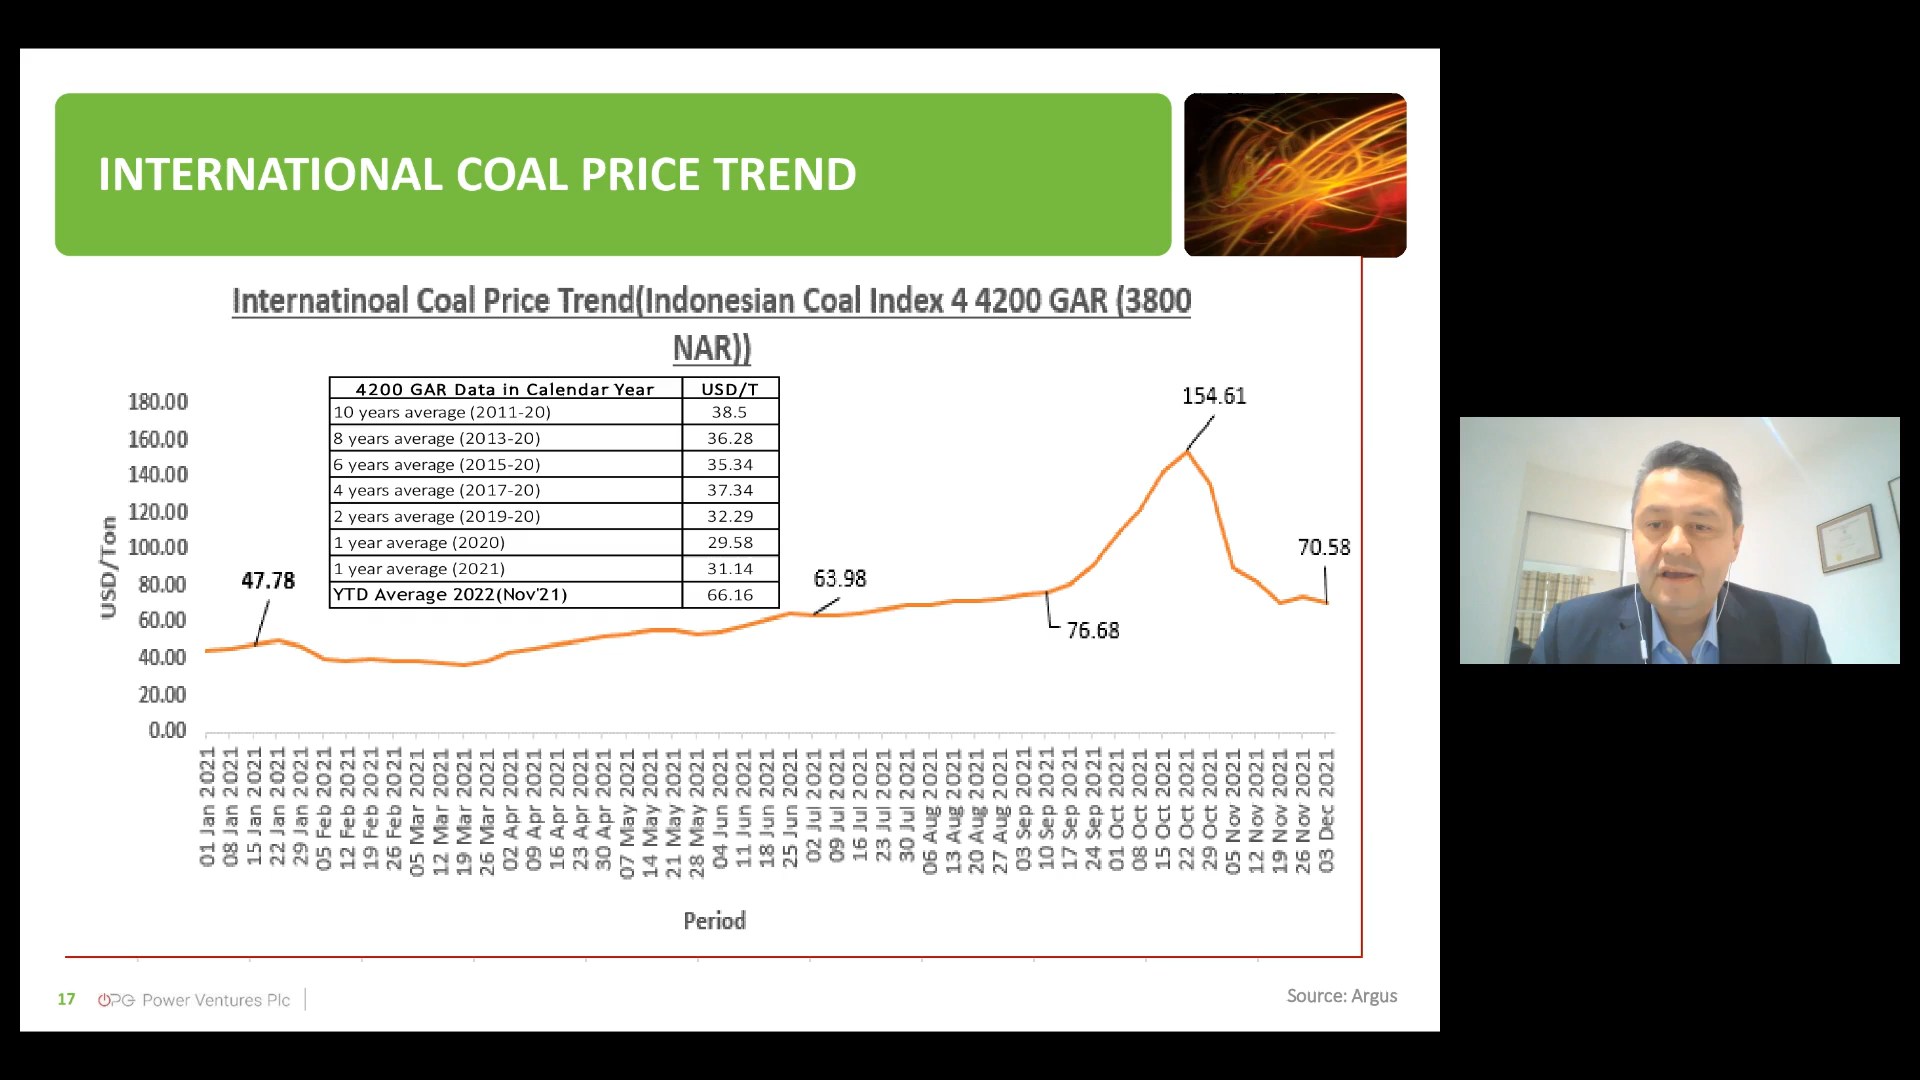 INTERNATIONAL COAL PRICE TREND
Internatinoal Coal Price Trend(Indonesian Coal Index 4 4200 GAR (3800
NAR))
4200 GAR Data in Calendar Year USD/T
10 years average (2011-20) 38.5
8 years average (2013-20) 36.28
6 years average (2015-20) 35.34
4 years average (2017-20) 37.34
2 years average (2019-20) 32.29
1 year average (2020) 29.58
1 year average (2021) 31.14
YTD Average 2022(Nov'21) 66.16
USD/Ton
180.00
160.00
140.00
120.00
100.00
80.00
60.00
40.00
20.00
0.00
47.78
63.98
76.68
154.61
70.58
01 Jan 2021
08 Jan 2021
15 Jan 2021
22 Jan 2021
29 Jan 2021
05 Feb 2021
12 Feb 2021
19 Feb 2021
26 Feb 2021
05 Mar 2021
12 Mar 2021
19 Mar 2021
26 Mar 2021
02 Apr 2021
09 Apr 2021
16 Apr 2021
23 Apr 2021
30 Apr 2021
07 May 2021
14 May 2021
21 May 2021
28 May 2021
04 Jun 2021
11 Jun 2021
18 Jun 2021
25 Jun 2021
02 Jul 2021
09 Jul 2021
16 Jul 2021
23 Jul 2021
30 Jul 2021
06 Aug 2021
13 Aug 2021
20 Aug 2021
27 Aug 2021
03 Sep 2021
10 Sep 2021
17 Sep 2021
24 Sep 2021
01 Oct 2021
08 Oct 2021
15 Oct 2021
22 Oct 2021
29 Oct 2021
05 Nov 2021
12 Nov 2021
19 Nov 2021
26 Nov 2021
03 Dec 2021
Period
17 OPG Power Ventures Plc
Source: Argus